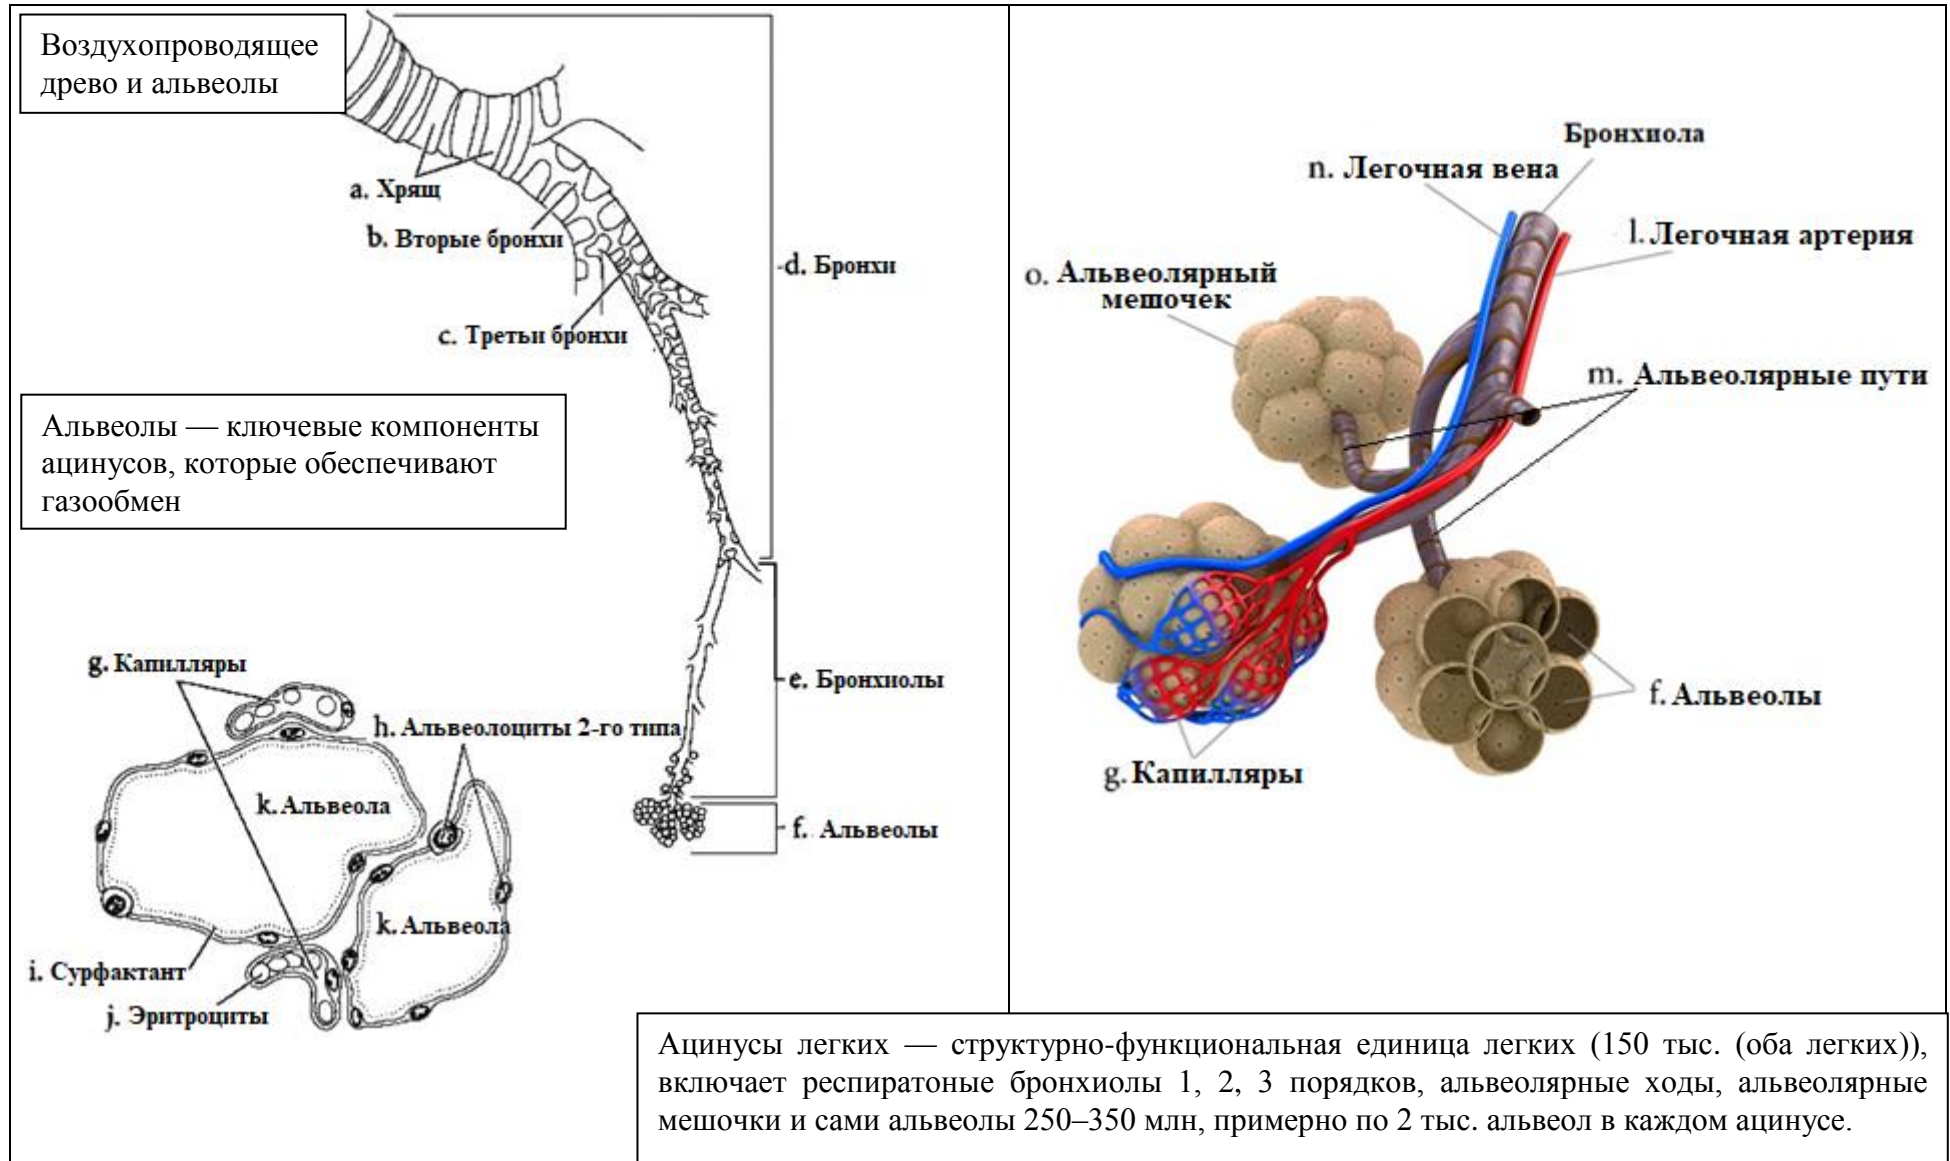 Воздухопроводящее
древо и альвеолы
a. Хрящ
b. Вторые бронхи
c. Третьи бронхи
d. Бронхи
Альвеолы — ключевые компоненты
ацинусов, которые обеспечивают
газообмен
e. Бронхиолы
f. Альвеолы
g. Капилляры
h. Альвеолоциты 2-го типа
k. Альвеола
k. Альвеола
i. Сурфактант
j. Эритроциты
Бронхиола
n. Легочная вена
l. Легочная артерия
o. Альвеолярный
мешочек
m. Альвеолярные пути
f. Альвеолы
g. Капилляры
Ацинусы легких — структурно-функциональная единица легких (150 тыс. (оба легких)),
включает респиратоные бронхиолы 1, 2, 3 порядков, альвеолярные ходы, альвеолярные
мешочки и сами альвеолы 250–350 млн, примерно по 2 тыс. альвеол в каждом ацинусе.